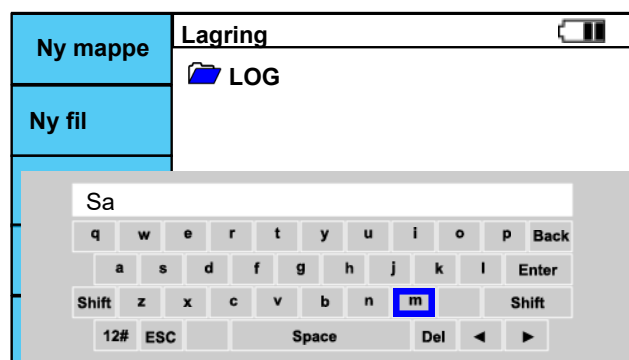 Ny mappe
Lagring
LOG
Ny fil
Sa
q w e r t y u i o p Back
a s d f g h j k l Enter
Shift z x c v b n m Shift
12# ESC Space Del ◄ ►